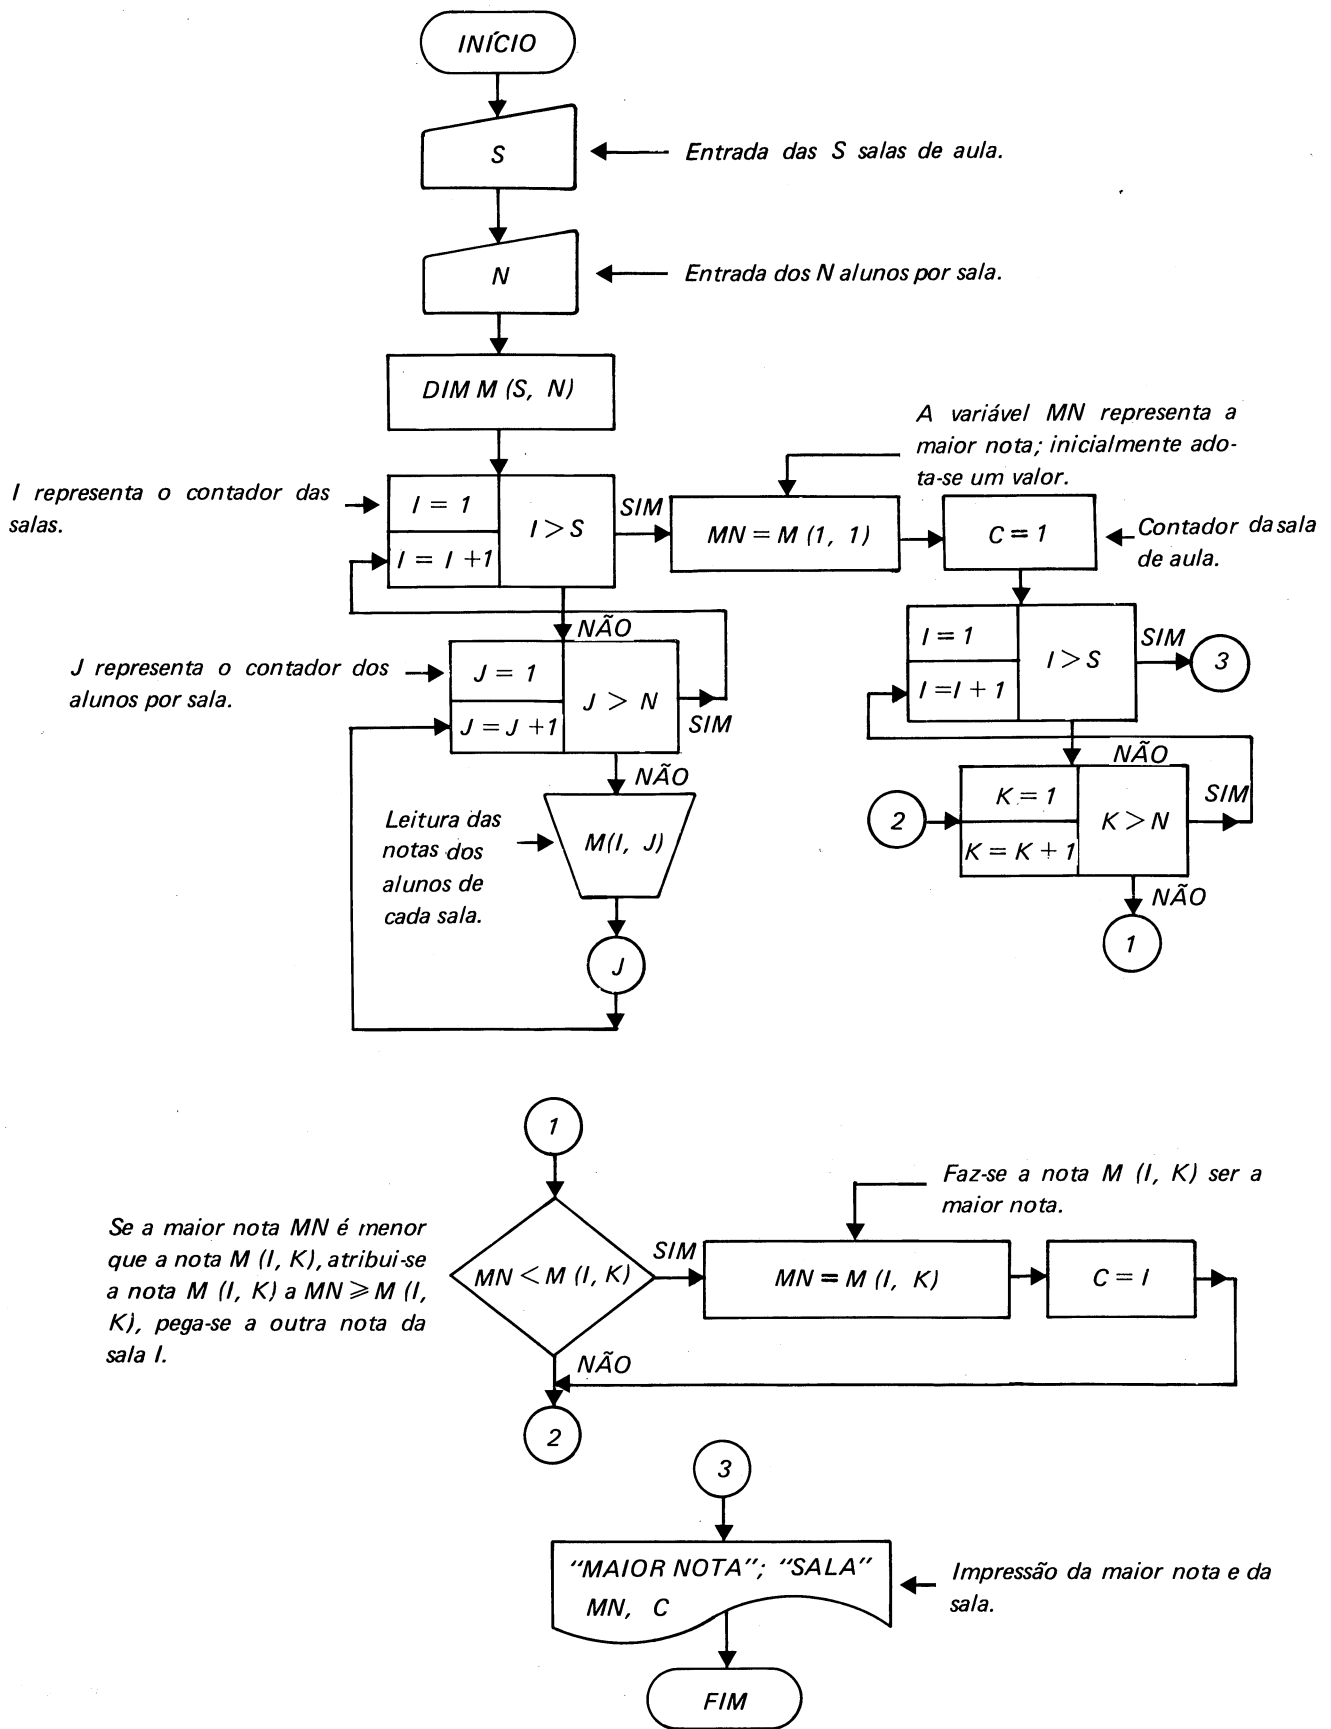 INÍCIO
S
Entrada das S salas de aula.
N
Entrada dos N alunos por sala.
DIM M (S, N)
A variável MN representa a
maior nota; inicialmente ado-
ta-se um valor.
I representa o contador das
salas.
I = 1
I = I +1
I > S
SIM
MN = M (1, 1)
C = 1
Contador da sala
de aula.
NÃO
I = 1
I = I + 1
I > S
SIM
3
J representa o contador dos
alunos por sala.
J = 1
J = J +1
J > N
SIM
NÃO
NÃO
2
K = 1
K = K + 1
K > N
SIM
NÃO
1
Leitura das
notas dos
alunos de
cada sala.
M(I, J)
J
1
Faz-se a nota M (I, K) ser a
maior nota.
Se a maior nota MN é menor
que a nota M (I, K), atribui-se
a nota M (I, K) a MN ⩾ M (I,
K), pega-se a outra nota da
sala I.
MN < M (I, K)
SIM
MN = M (I, K)
C = I
NÃO
2
3
“MAIOR NOTA”; “SALA”
MN, C
Impressão da maior nota e da
sala.
FIM